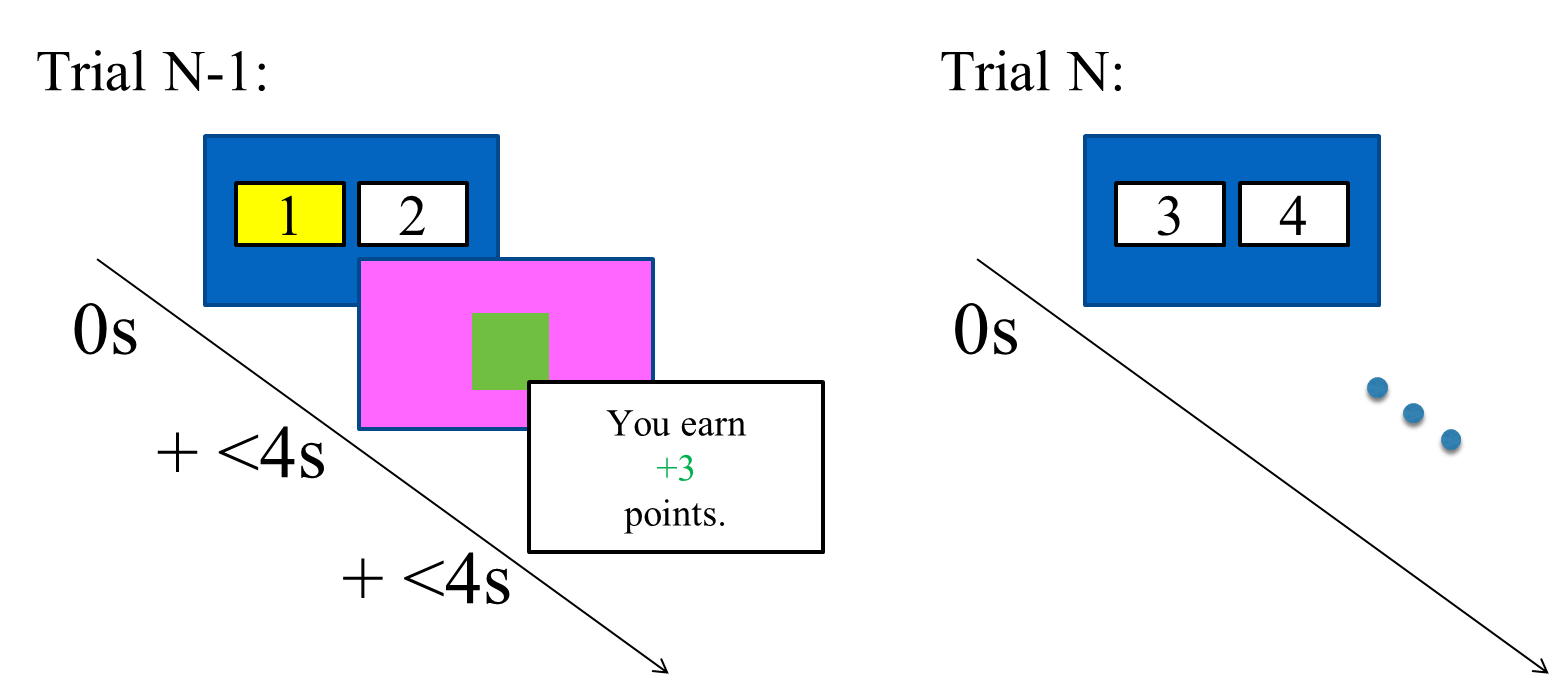 Trial N-1:
1 2
0s
You earn
+3
points.
+ <4s
+ <4s
Trial N:
3 4
0s